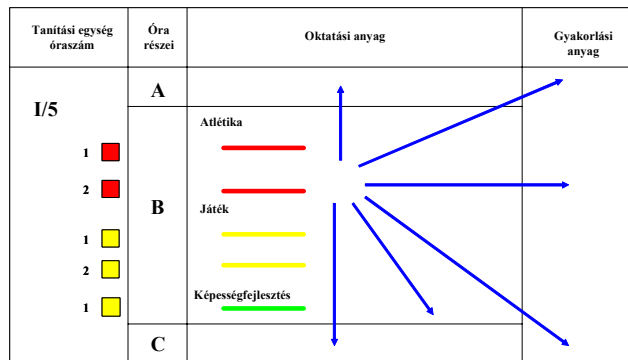 Tanítási egység
óraszám
Óra
részei
Oktatási anyag
Gyakorlási
anyag
I/5
A
Atlétika
1
2
B
Játék
1
2
Képességfejlesztés
1
C